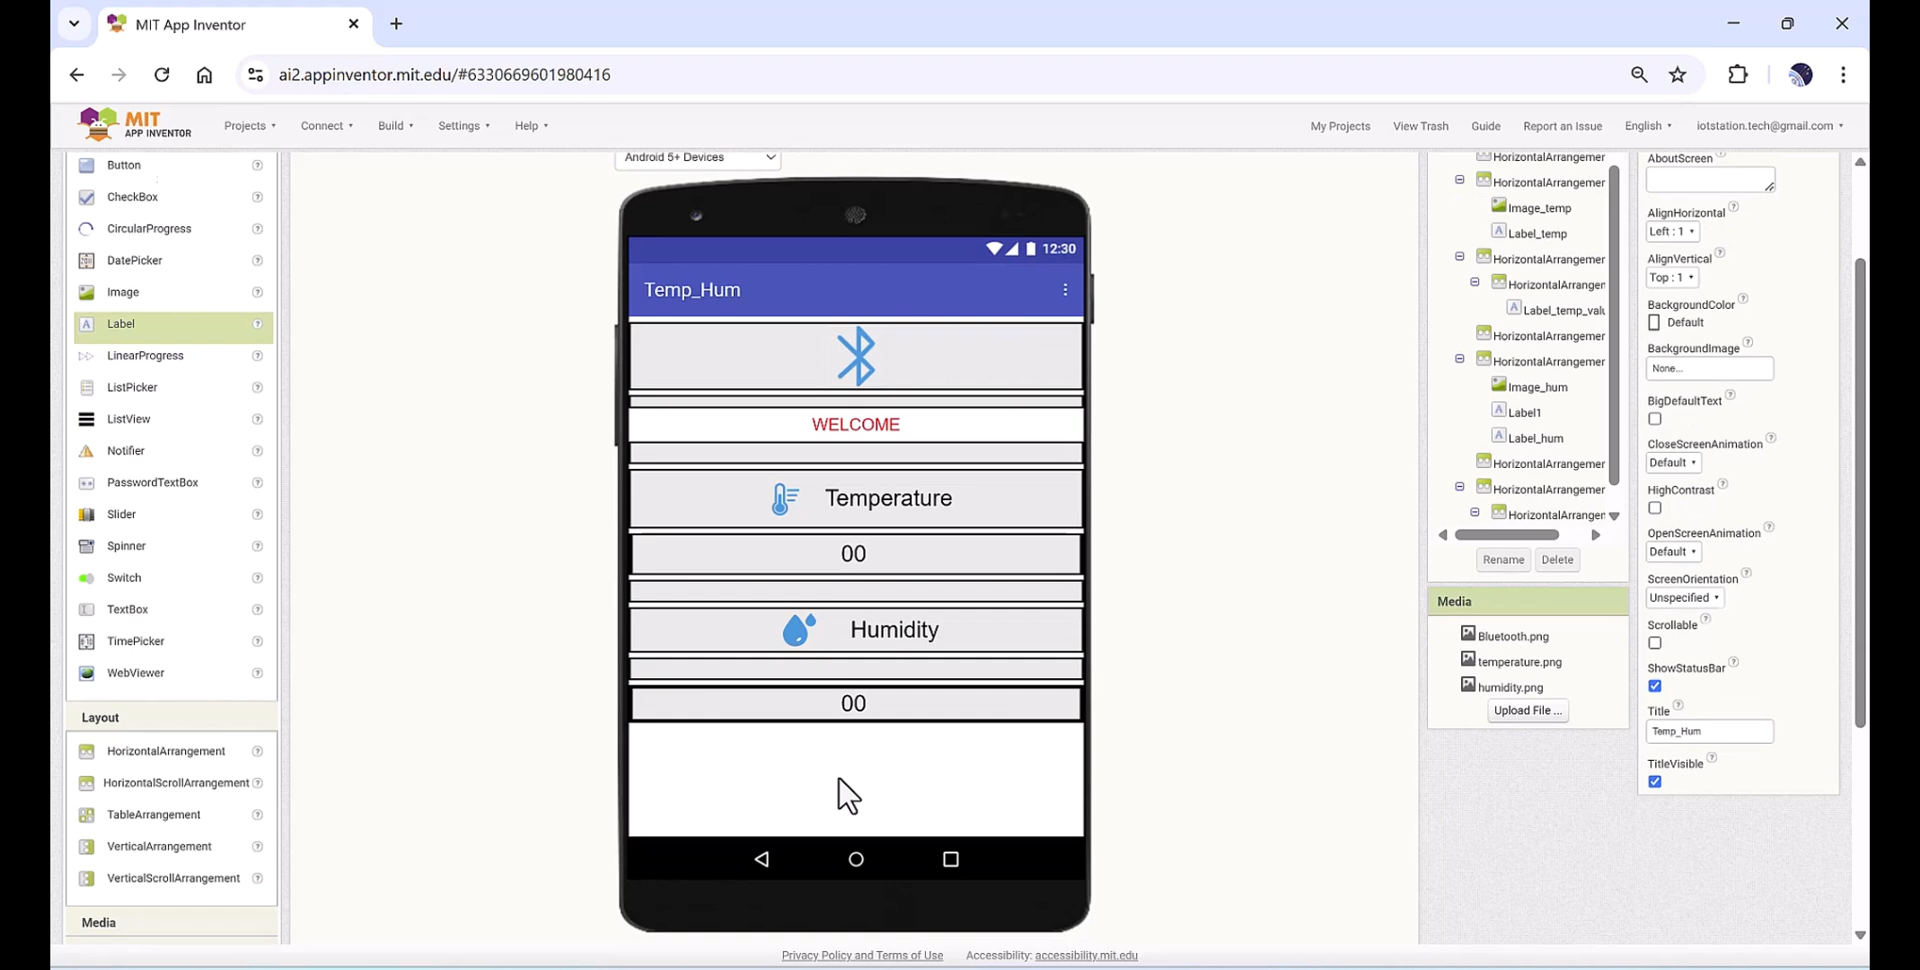 MIT App Inventor
ai2.appinventor.mit.edu/#6330669601980416
MIT
APP INVENTOR
Projects
Connect
Build
Settings
Help
My Projects
View Trash
Guide
Report an Issue
English
iotstation.tech@gmail.com
Button
CheckBox
CircularProgress
DatePicker
Image
Label
LinearProgress
ListPicker
ListView
Notifier
PasswordTextBox
Slider
Spinner
Switch
TextBox
TimePicker
WebViewer
Layout
HorizontalArrangement
HorizontalScrollArrangement
TableArrangement
VerticalArrangement
VerticalScrollArrangement
Media
Android 5+ Devices
12:30
Temp_Hum
WELCOME
Temperature
00
Humidity
00
HorizontalArrangemer
HorizontalArrangemer
Image_temp
Label_temp
HorizontalArrangemer
HorizontalArranger
Label_temp_valu
HorizontalArrangemer
HorizontalArrangemer
Image_hum
Label1
Label_hum
HorizontalArrangemer
HorizontalArrangemer
HorizontalArranger
Rename
Delete
Media
Bluetooth.png
temperature.png
humidity.png
Upload File ...
AboutScreen
AlignHorizontal
Left : 1
AlignVertical
Top : 1
BackgroundColor
Default
BackgroundImage
None...
BigDefaultText
CloseScreenAnimation
Default
HighContrast
OpenScreenAnimation
Default
ScreenOrientation
Unspecified
Scrollable
ShowStatusBar
Title
Temp_Hum
TitleVisible
Privacy Policy and Terms of Use
Accessibility: accessibility.mit.edu